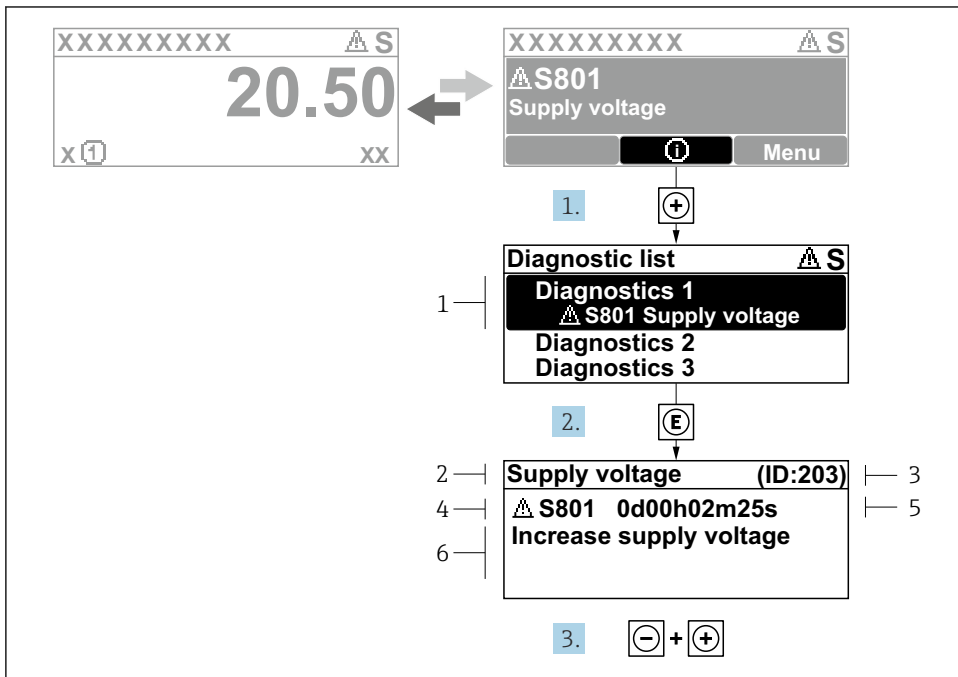 XXXXXXXXX ⚠ S
20.50
X ① XX
XXXXXXXXX ⚠ S
⚠ S801
Supply voltage
ⓘ Menu
1. +
Diagnostic list ⚠ S
1
Diagnostics 1
⚠ S801 Supply voltage
Diagnostics 2
Diagnostics 3
2. E
2 Supply voltage (ID:203) 3
4 ⚠ S801 0d00h02m25s 5
6 Increase supply voltage
3. - + +